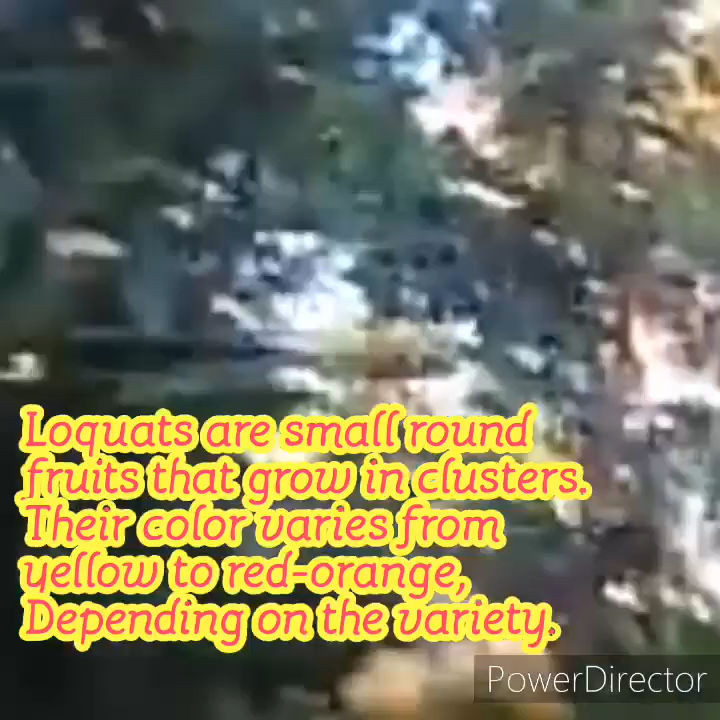 Loquats are small round
fruits that grow in clusters.
Their color varies from
yellow to red-orange,
Depending on the variety.
PowerDirector